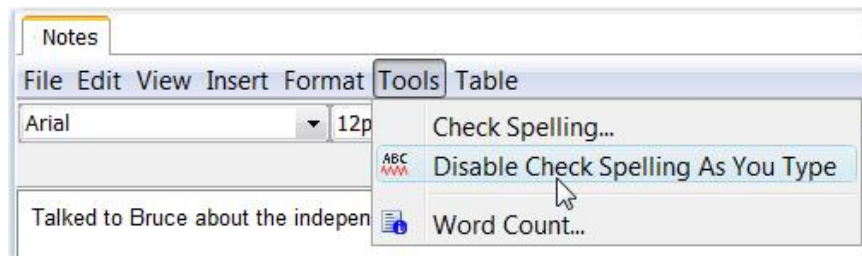 Notes
File Edit View Insert Format Tools Table
Arial 12p
Check Spelling...
ABC Disable Check Spelling As You Type
Talked to Bruce about the indepen
Word Count...